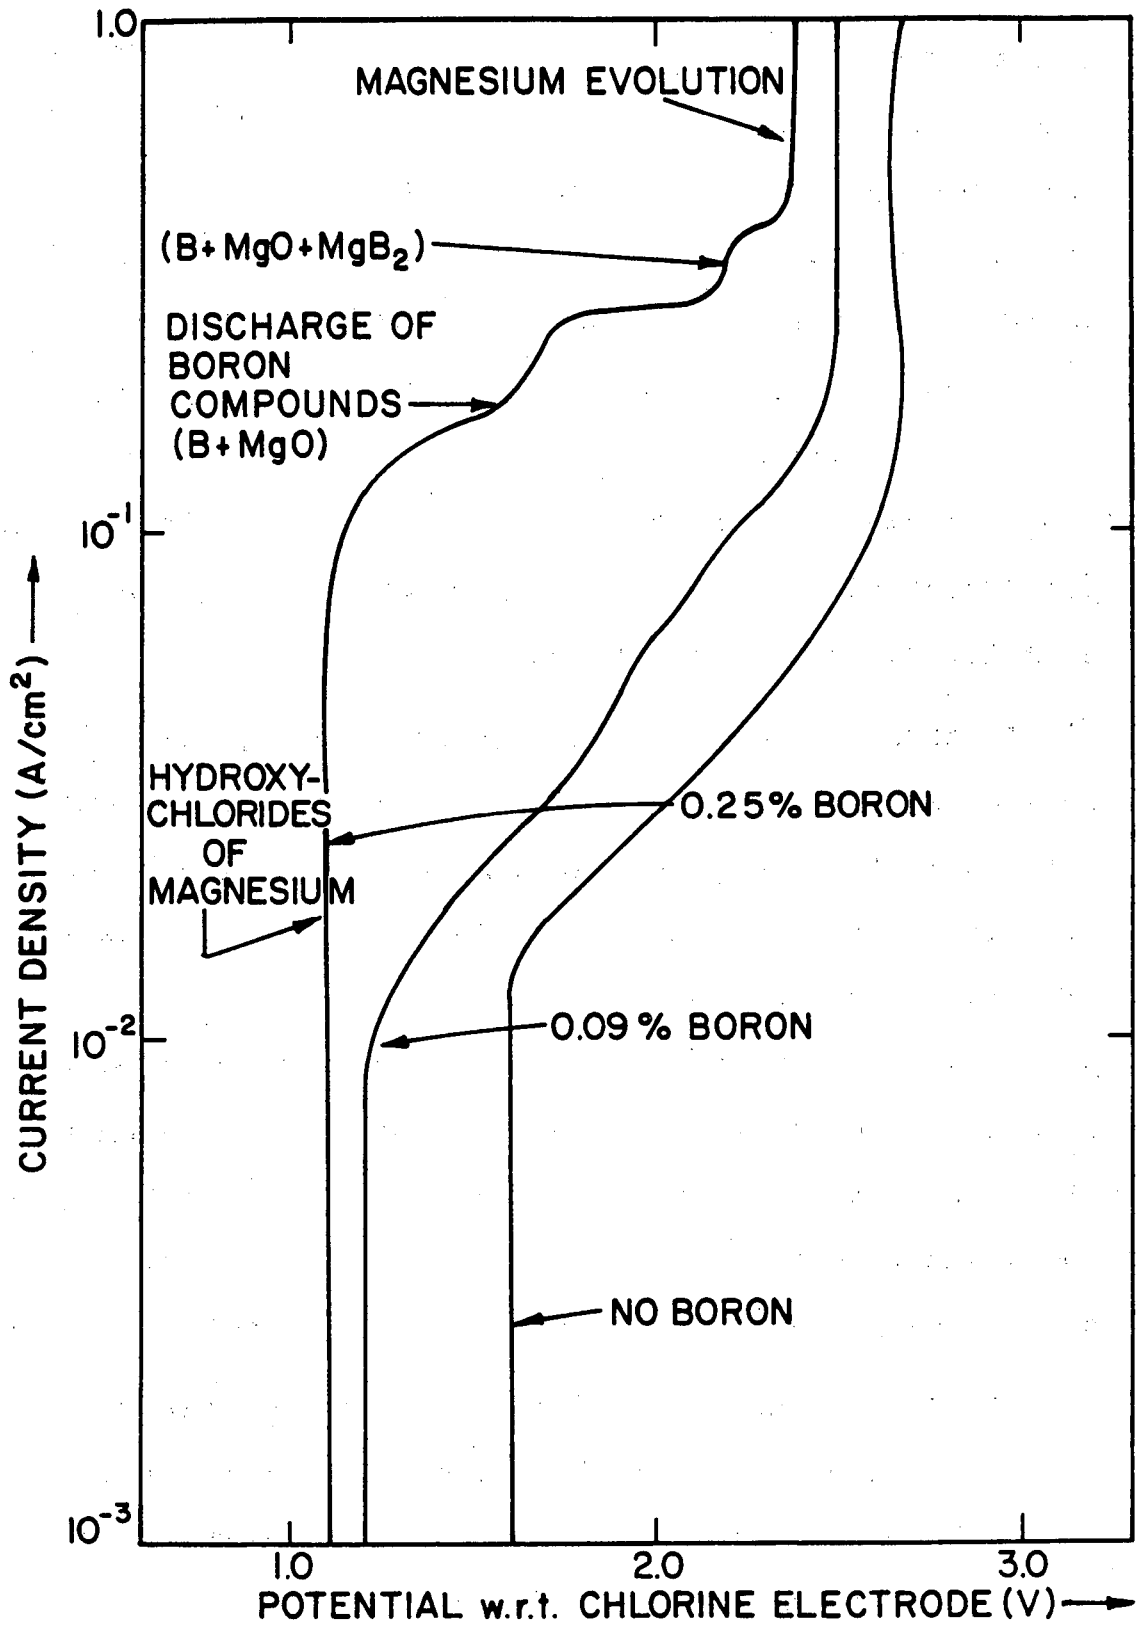 1.0
MAGNESIUM EVOLUTION
(B+MgO+MgB₂)
DISCHARGE OF
BORON
COMPOUNDS
(B+MgO)
10⁻¹
CURRENT DENSITY (A/cm²)
HYDROXY-
CHLORIDES
OF
MAGNESIUM
0.25% BORON
10⁻²
0.09% BORON
NO BORON
10⁻³
1.0 2.0 3.0
POTENTIAL w.r.t. CHLORINE ELECTRODE (V)